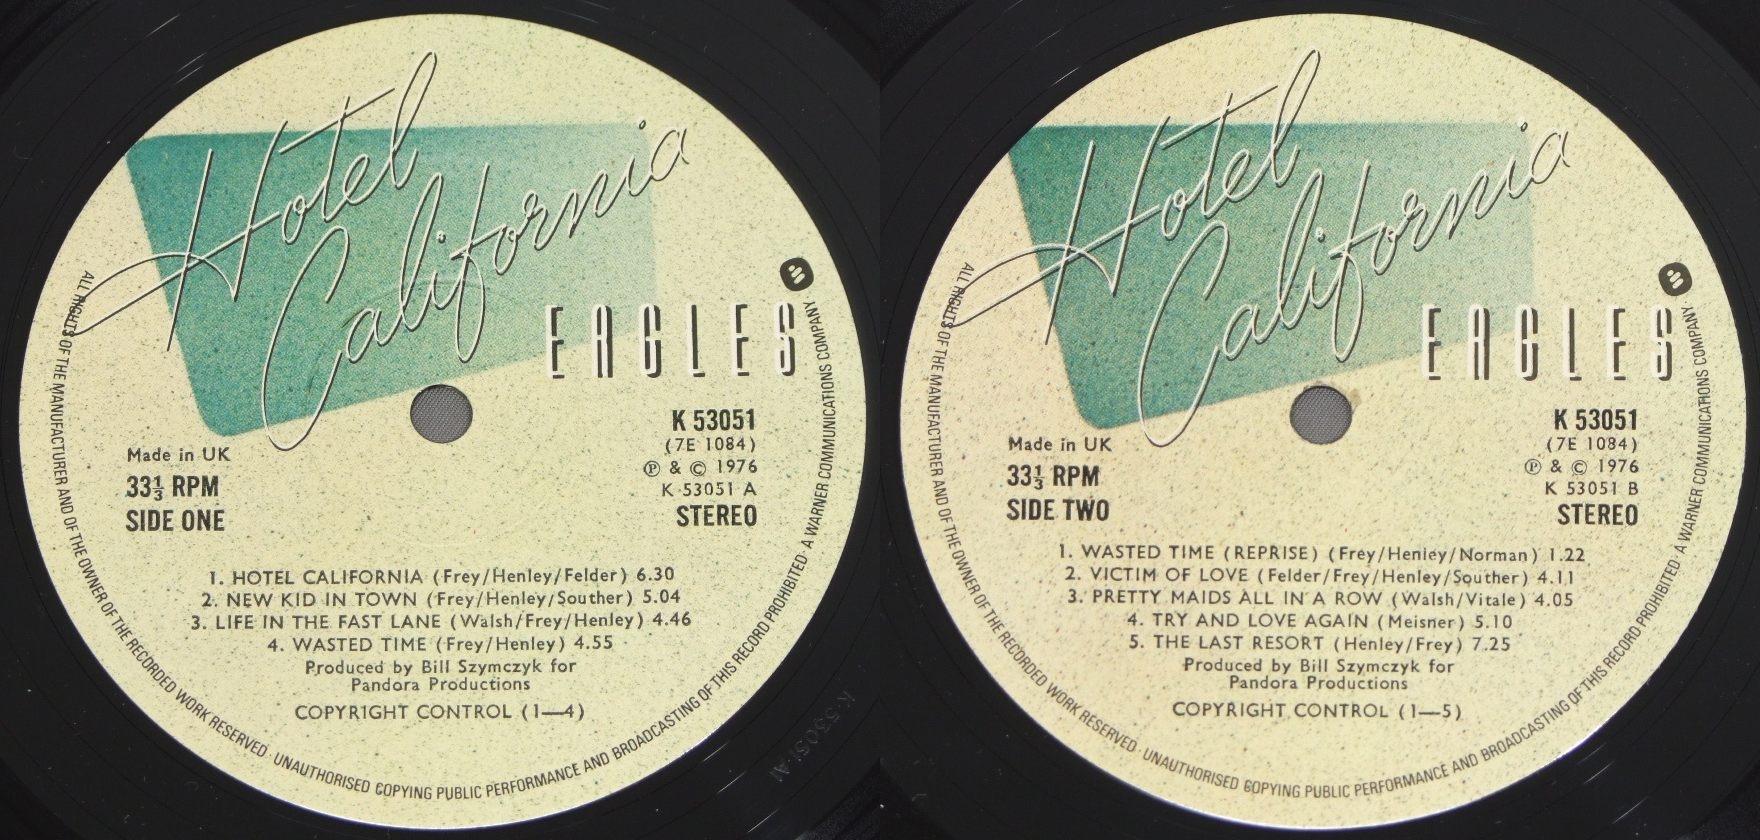 Hotel
California
EAGLES
K 53051
(7E 1084)
Ⓟ & © 1976
K 53051 A
STEREO
Made in UK
33⅓ RPM
SIDE ONE
1. HOTEL CALIFORNIA (Frey/Henley/Felder) 6.30
2. NEW KID IN TOWN (Frey/Henley/Souther) 5.04
3. LIFE IN THE FAST LANE (Walsh/Frey/Henley) 4.46
4. WASTED TIME (Frey/Henley) 4.55
Produced by Bill Szymczyk for
Pandora Productions
COPYRIGHT CONTROL (1—4)
ALL RIGHTS OF THE MANUFACTURER AND OF THE OWNER OF THE RECORDED WORK RESERVED · UNAUTHORISED COPYING PUBLIC PERFORMANCE AND BROADCASTING OF THIS RECORD PROHIBITED · A WARNER COMMUNICATIONS COMPANY
K 53051 A1
Hotel
California
EAGLES
K 53051
(7E 1084)
Ⓟ & © 1976
K 53051 B
STEREO
Made in UK
33⅓ RPM
SIDE TWO
1. WASTED TIME (REPRISE) (Frey/Henley/Norman) 1.22
2. VICTIM OF LOVE (Felder/Frey/Henley/Souther) 4.11
3. PRETTY MAIDS ALL IN A ROW (Walsh/Vitale) 4.05
4. TRY AND LOVE AGAIN (Meisner) 5.10
5. THE LAST RESORT (Henley/Frey) 7.25
Produced by Bill Szymczyk for
Pandora Productions
COPYRIGHT CONTROL (1—5)
ALL RIGHTS OF THE MANUFACTURER AND OF THE OWNER OF THE RECORDED WORK RESERVED · UNAUTHORISED COPYING PUBLIC PERFORMANCE AND BROADCASTING OF THIS RECORD PROHIBITED · A WARNER COMMUNICATIONS COMPANY